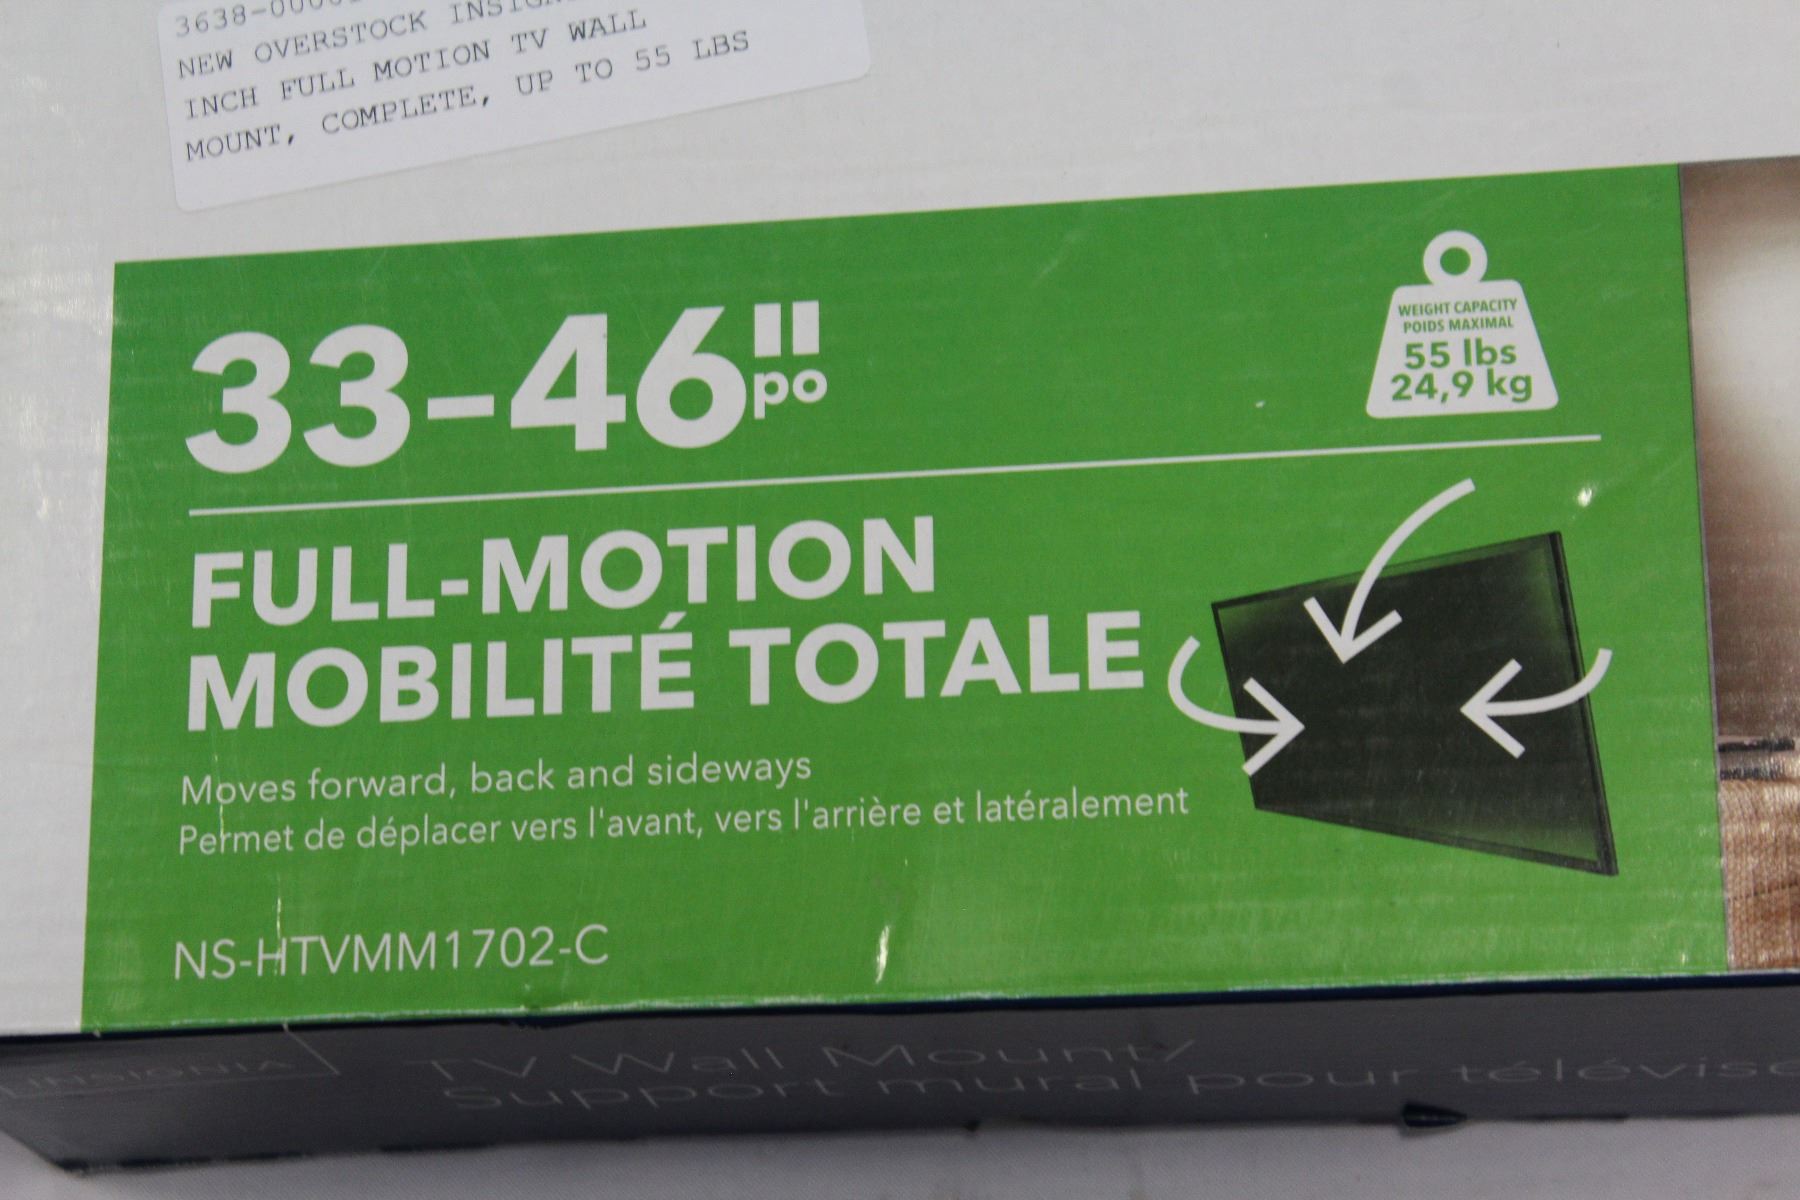 NEW OVERSTOCK
INCH FULL MOTION TV WALL
MOUNT, COMPLETE, UP TO 55 LBS
33-46"
po
WEIGHT CAPACITY
POIDS MAXIMAL
55 lbs
24,9 kg
FULL-MOTION
MOBILITÉ TOTALE
Moves forward, back and sideways
Permet de déplacer vers l'avant, vers l'arrière et latéralement
NS-HTVMM1702-C
INSIGNIA
TV Wall Mount/
Support mural pour